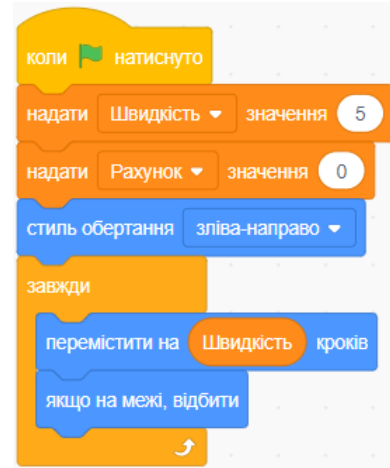 коли натиснуто
надати Швидкість значення 5
надати Рахунок значення 0
стиль обертання зліва-направо
завжди
перемістити на Швидкість кроків
якщо на межі, відбити